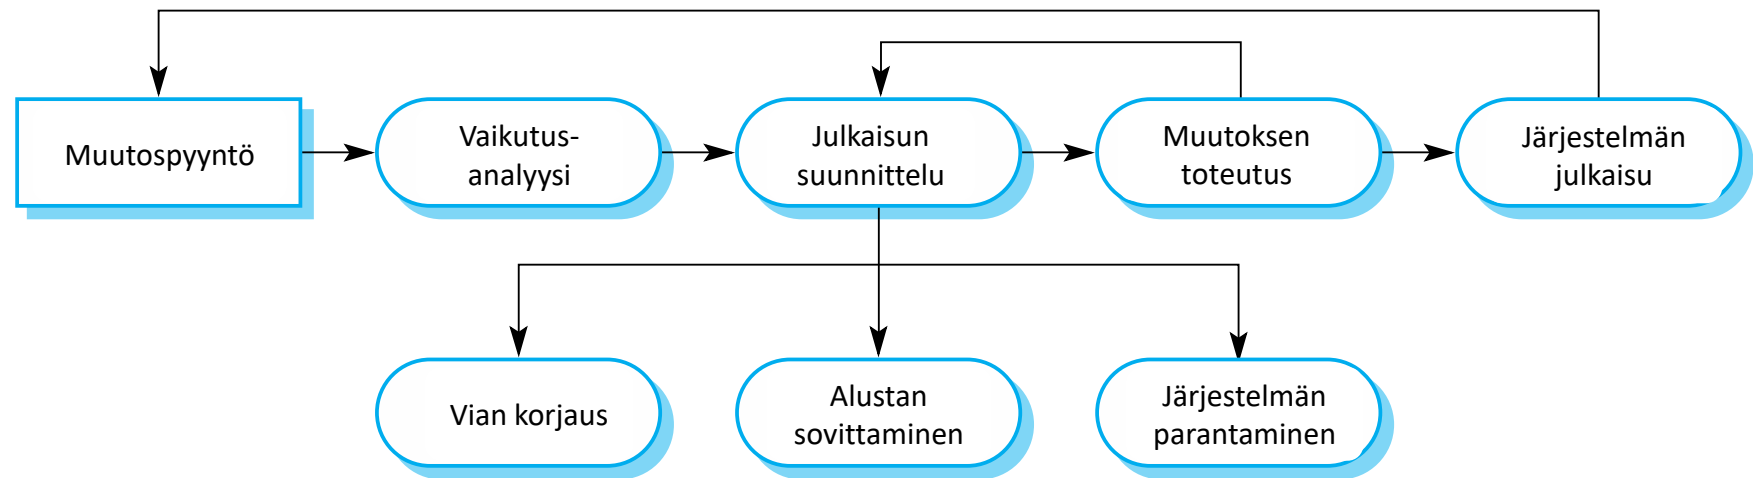 Muutospyyntö
Vaikutus-
analyysi
Julkaisun
suunnittelu
Muutoksen
toteutus
Järjestelmän
julkaisu
Vian korjaus
Alustan
sovittaminen
Järjestelmän
parantaminen